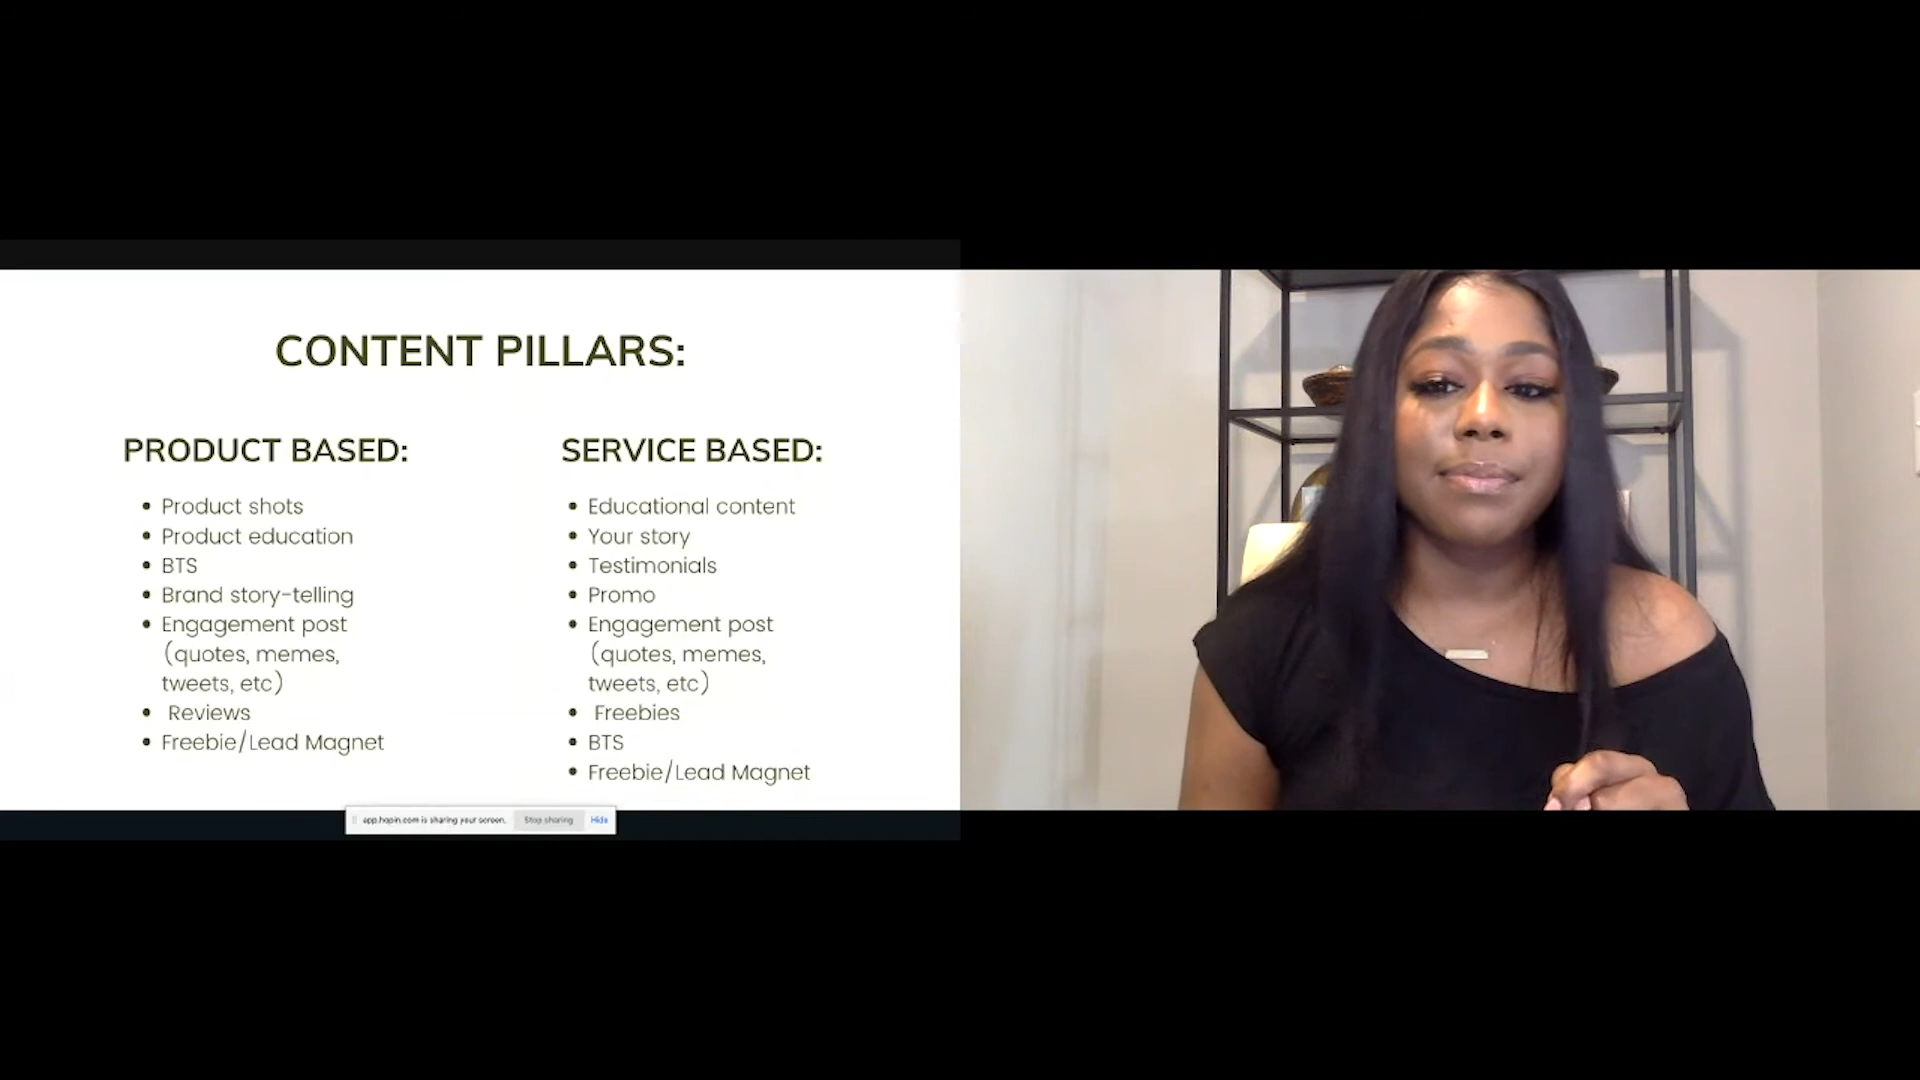 CONTENT PILLARS:
PRODUCT BASED:
• Product shots
• Product education
• BTS
• Brand story-telling
• Engagement post
(quotes, memes,
tweets, etc)
• Reviews
• Freebie/Lead Magnet
SERVICE BASED:
• Educational content
• Your story
• Testimonials
• Promo
• Engagement post
(quotes, memes,
tweets, etc)
• Freebies
• BTS
• Freebie/Lead Magnet
app.hopin.com is sharing your screen. Stop sharing Hide